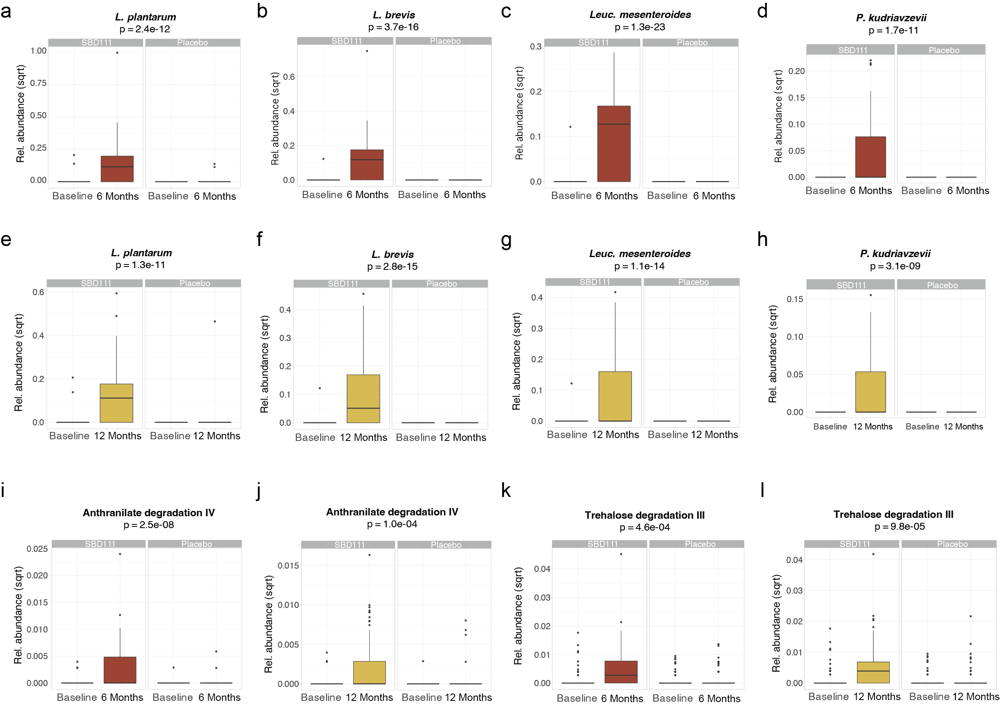 a
L. plantarum
p = 2.4e-12
SBD111 Placebo
Rel. abundance (sqrt)
1.00
0.75
0.50
0.25
0.00
Baseline 6 Months Baseline 6 Months
b
L. brevis
p = 3.7e-16
SBD111 Placebo
Rel. abundance (sqrt)
0.6
0.4
0.2
0.0
Baseline 6 Months Baseline 6 Months
c
Leuc. mesenteroides
p = 1.3e-23
SBD111 Placebo
Rel. abundance (sqrt)
0.3
0.2
0.1
0.0
Baseline 6 Months Baseline 6 Months
d
P. kudriavzevii
p = 1.7e-11
SBD111 Placebo
Rel. abundance (sqrt)
0.20
0.15
0.10
0.05
0.00
Baseline 6 Months Baseline 6 Months
e
L. plantarum
p = 1.3e-11
SBD111 Placebo
Rel. abundance (sqrt)
0.6
0.4
0.2
0.0
Baseline 12 Months Baseline 12 Months
f
L. brevis
p = 2.8e-15
SBD111 Placebo
Rel. abundance (sqrt)
0.4
0.3
0.2
0.1
0.0
Baseline 12 Months Baseline 12 Months
g
Leuc. mesenteroides
p = 1.1e-14
SBD111 Placebo
Rel. abundance (sqrt)
0.4
0.3
0.2
0.1
0.0
Baseline 12 Months Baseline 12 Months
h
P. kudriavzevii
p = 3.1e-09
SBD111 Placebo
Rel. abundance (sqrt)
0.15
0.10
0.05
0.00
Baseline 12 Months Baseline 12 Months
i
Anthranilate degradation IV
p = 2.5e-08
SBD111 Placebo
Rel. abundance (sqrt)
0.025
0.020
0.015
0.010
0.005
0.000
Baseline 6 Months Baseline 6 Months
j
Anthranilate degradation IV
p = 1.0e-04
SBD111 Placebo
Rel. abundance (sqrt)
0.015
0.010
0.005
0.000
Baseline 12 Months Baseline 12 Months
k
Trehalose degradation III
p = 4.6e-04
SBD111 Placebo
Rel. abundance (sqrt)
0.04
0.03
0.02
0.01
0.00
Baseline 6 Months Baseline 6 Months
l
Trehalose degradation III
p = 9.8e-05
SBD111 Placebo
Rel. abundance (sqrt)
0.04
0.03
0.02
0.01
0.00
Baseline 12 Months Baseline 12 Months